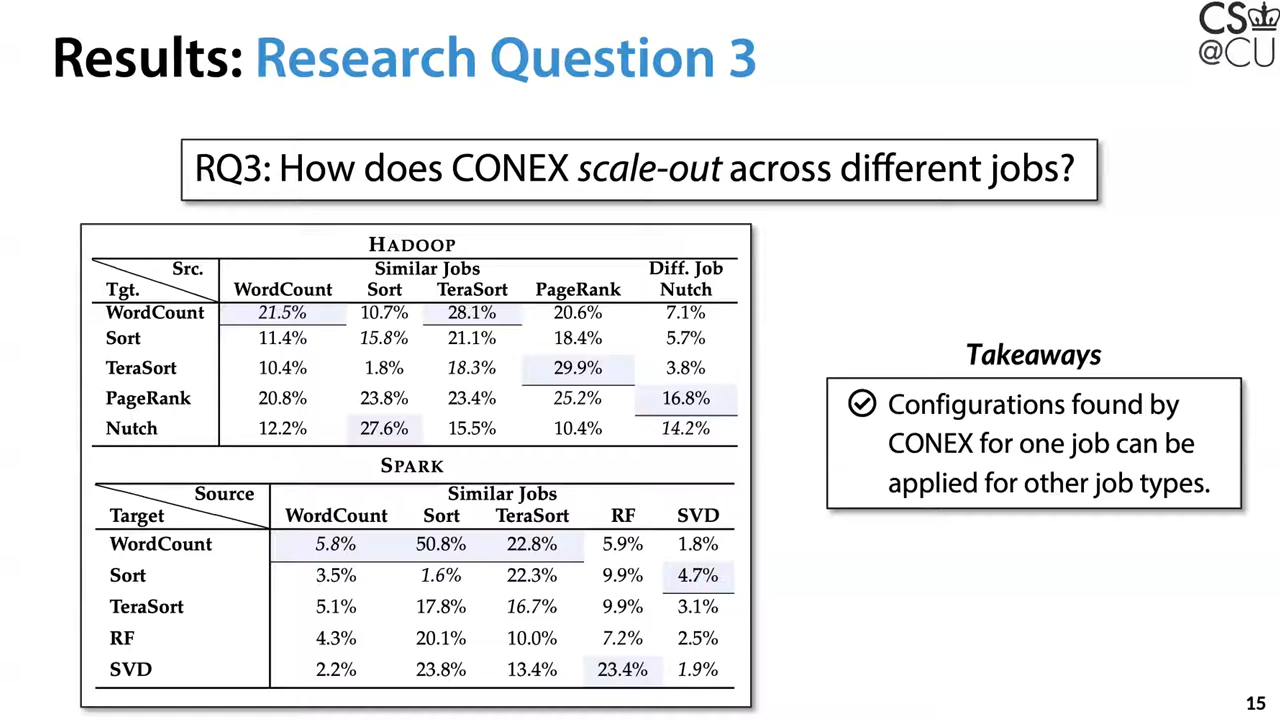 CS
@CU
Results: Research Question 3
RQ3: How does CONEX scale-out across different jobs?
HADOOP
Src. Similar Jobs Diff. Job
Tgt. WordCount Sort TeraSort PageRank Nutch
WordCount 21.5% 10.7% 28.1% 20.6% 7.1%
Sort 11.4% 15.8% 21.1% 18.4% 5.7%
TeraSort 10.4% 1.8% 18.3% 29.9% 3.8%
PageRank 20.8% 23.8% 23.4% 25.2% 16.8%
Nutch 12.2% 27.6% 15.5% 10.4% 14.2%
SPARK
Source Similar Jobs
Target WordCount Sort TeraSort RF SVD
WordCount 5.8% 50.8% 22.8% 5.9% 1.8%
Sort 3.5% 1.6% 22.3% 9.9% 4.7%
TeraSort 5.1% 17.8% 16.7% 9.9% 3.1%
RF 4.3% 20.1% 10.0% 7.2% 2.5%
SVD 2.2% 23.8% 13.4% 23.4% 1.9%
Takeaways
Configurations found by
CONEX for one job can be
applied for other job types.
15